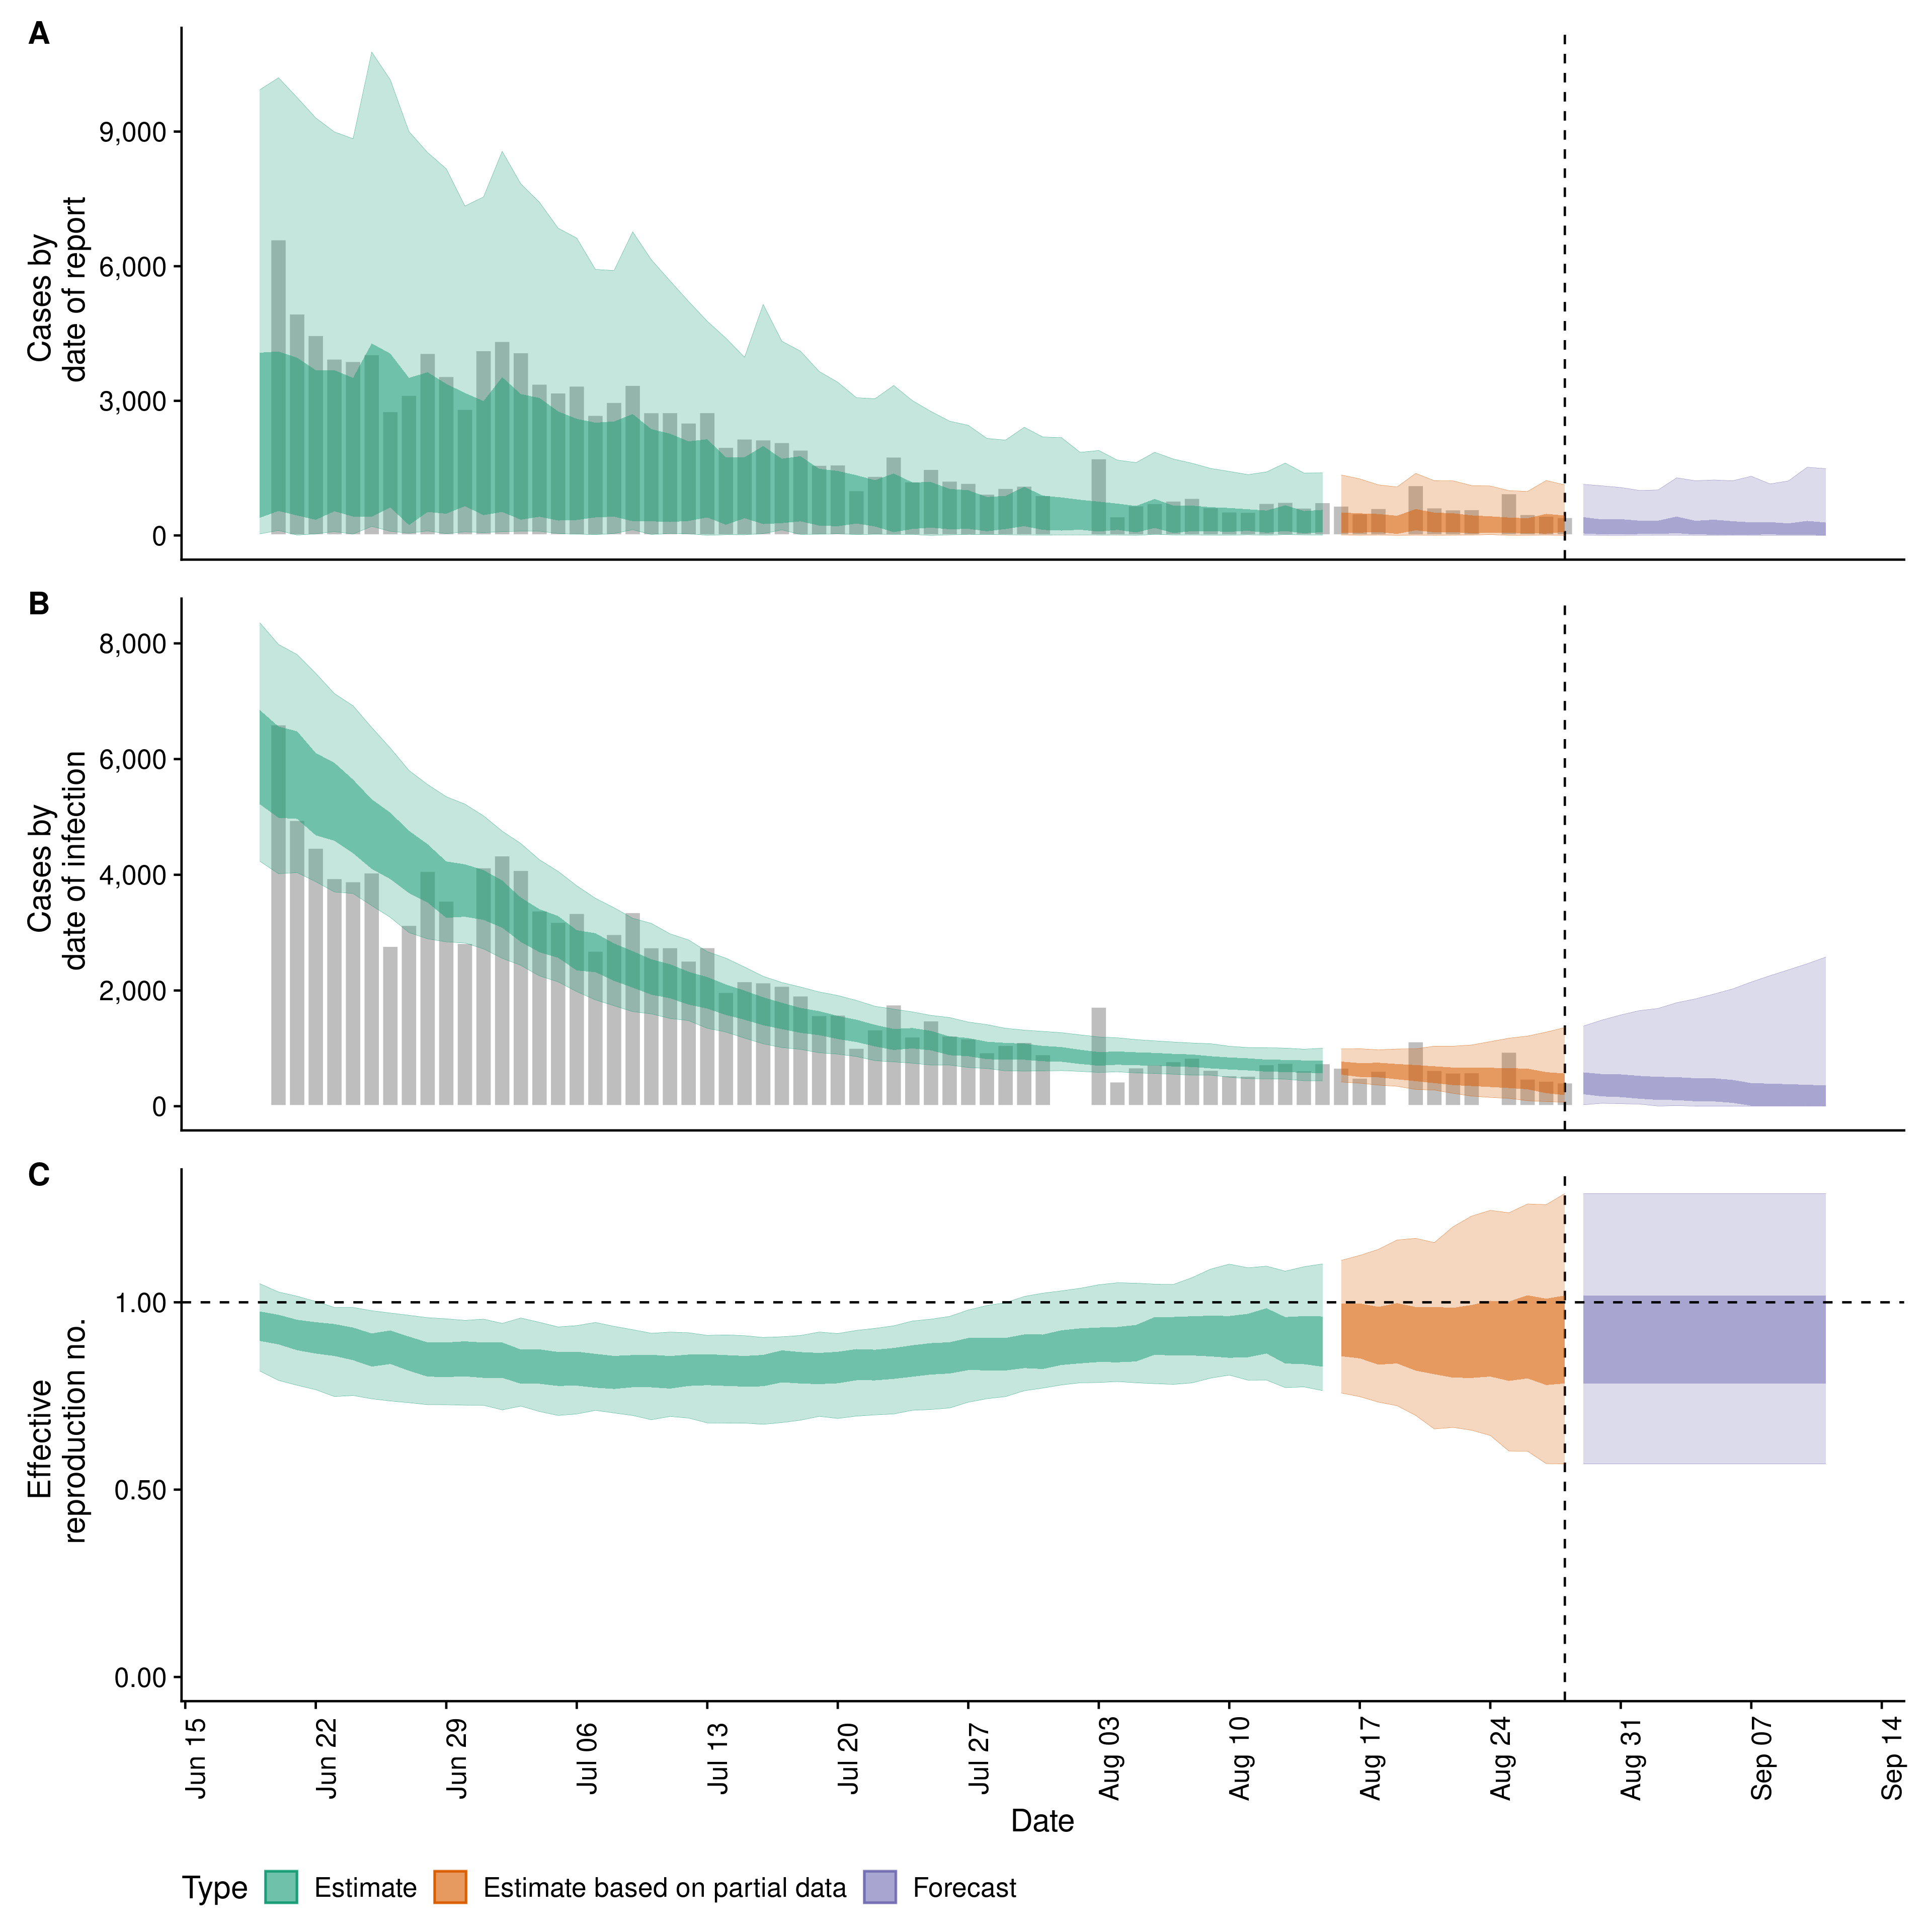 A
Cases by
date of report
9,000
6,000
3,000
0
B
Cases by
date of infection
8,000
6,000
4,000
2,000
0
C
Effective
reproduction no.
1.00
0.50
0.00
Jun 15
Jun 22
Jun 29
Jul 06
Jul 13
Jul 20
Jul 27
Aug 03
Aug 10
Aug 17
Aug 24
Aug 31
Sep 07
Sep 14
Date
Type Estimate Estimate based on partial data Forecast